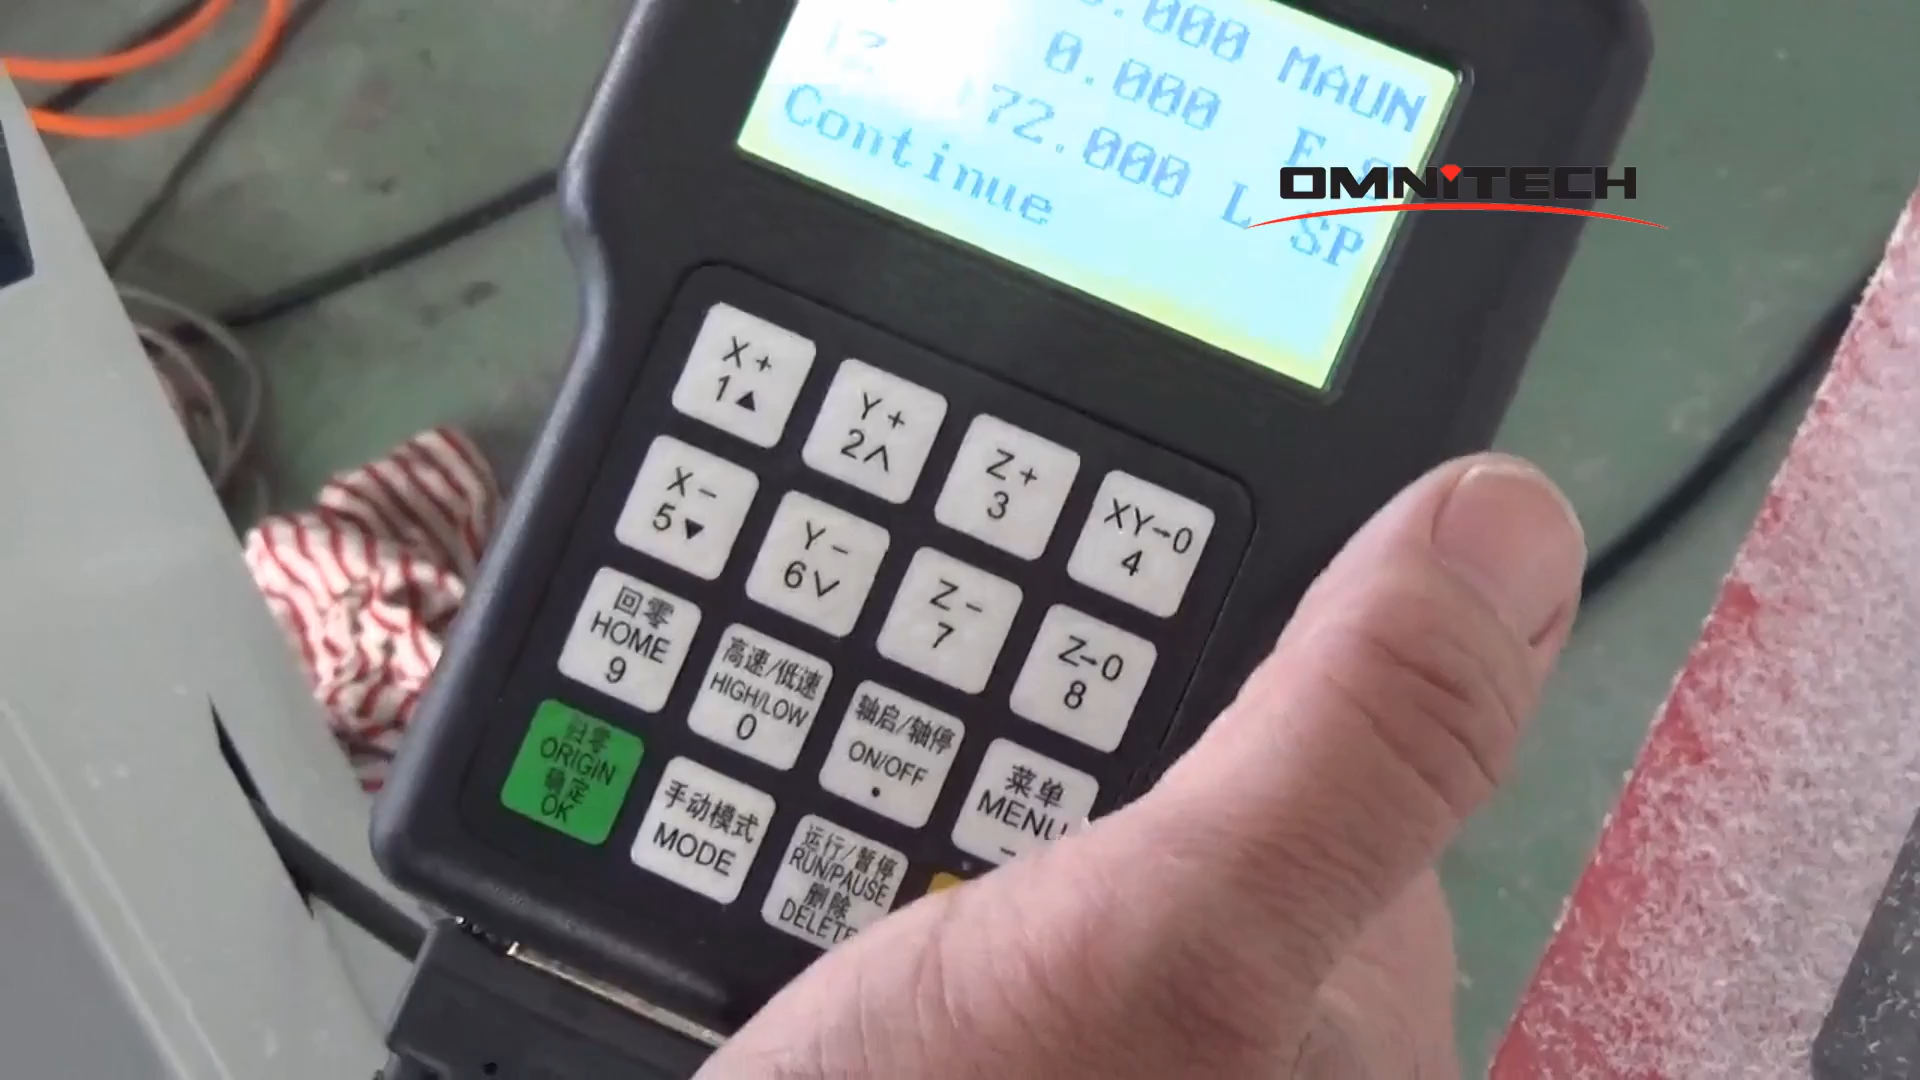 .000 MAUN
0.000 F
72.000 L SP
Continue
OMNITECH
X+
1▲
Y+
2∧
Z+
3
XY→0
4
X−
5▼
Y−
6∨
Z−
7
Z→0
8
回零
HOME
9
高速/低速
HIGH/LOW
0
轴启/轴停
ON/OFF
•
菜单
MENU
归零
ORIGIN
确定
OK
手动模式
MODE
运行/暂停
RUN/PAUSE
删除
DELETE